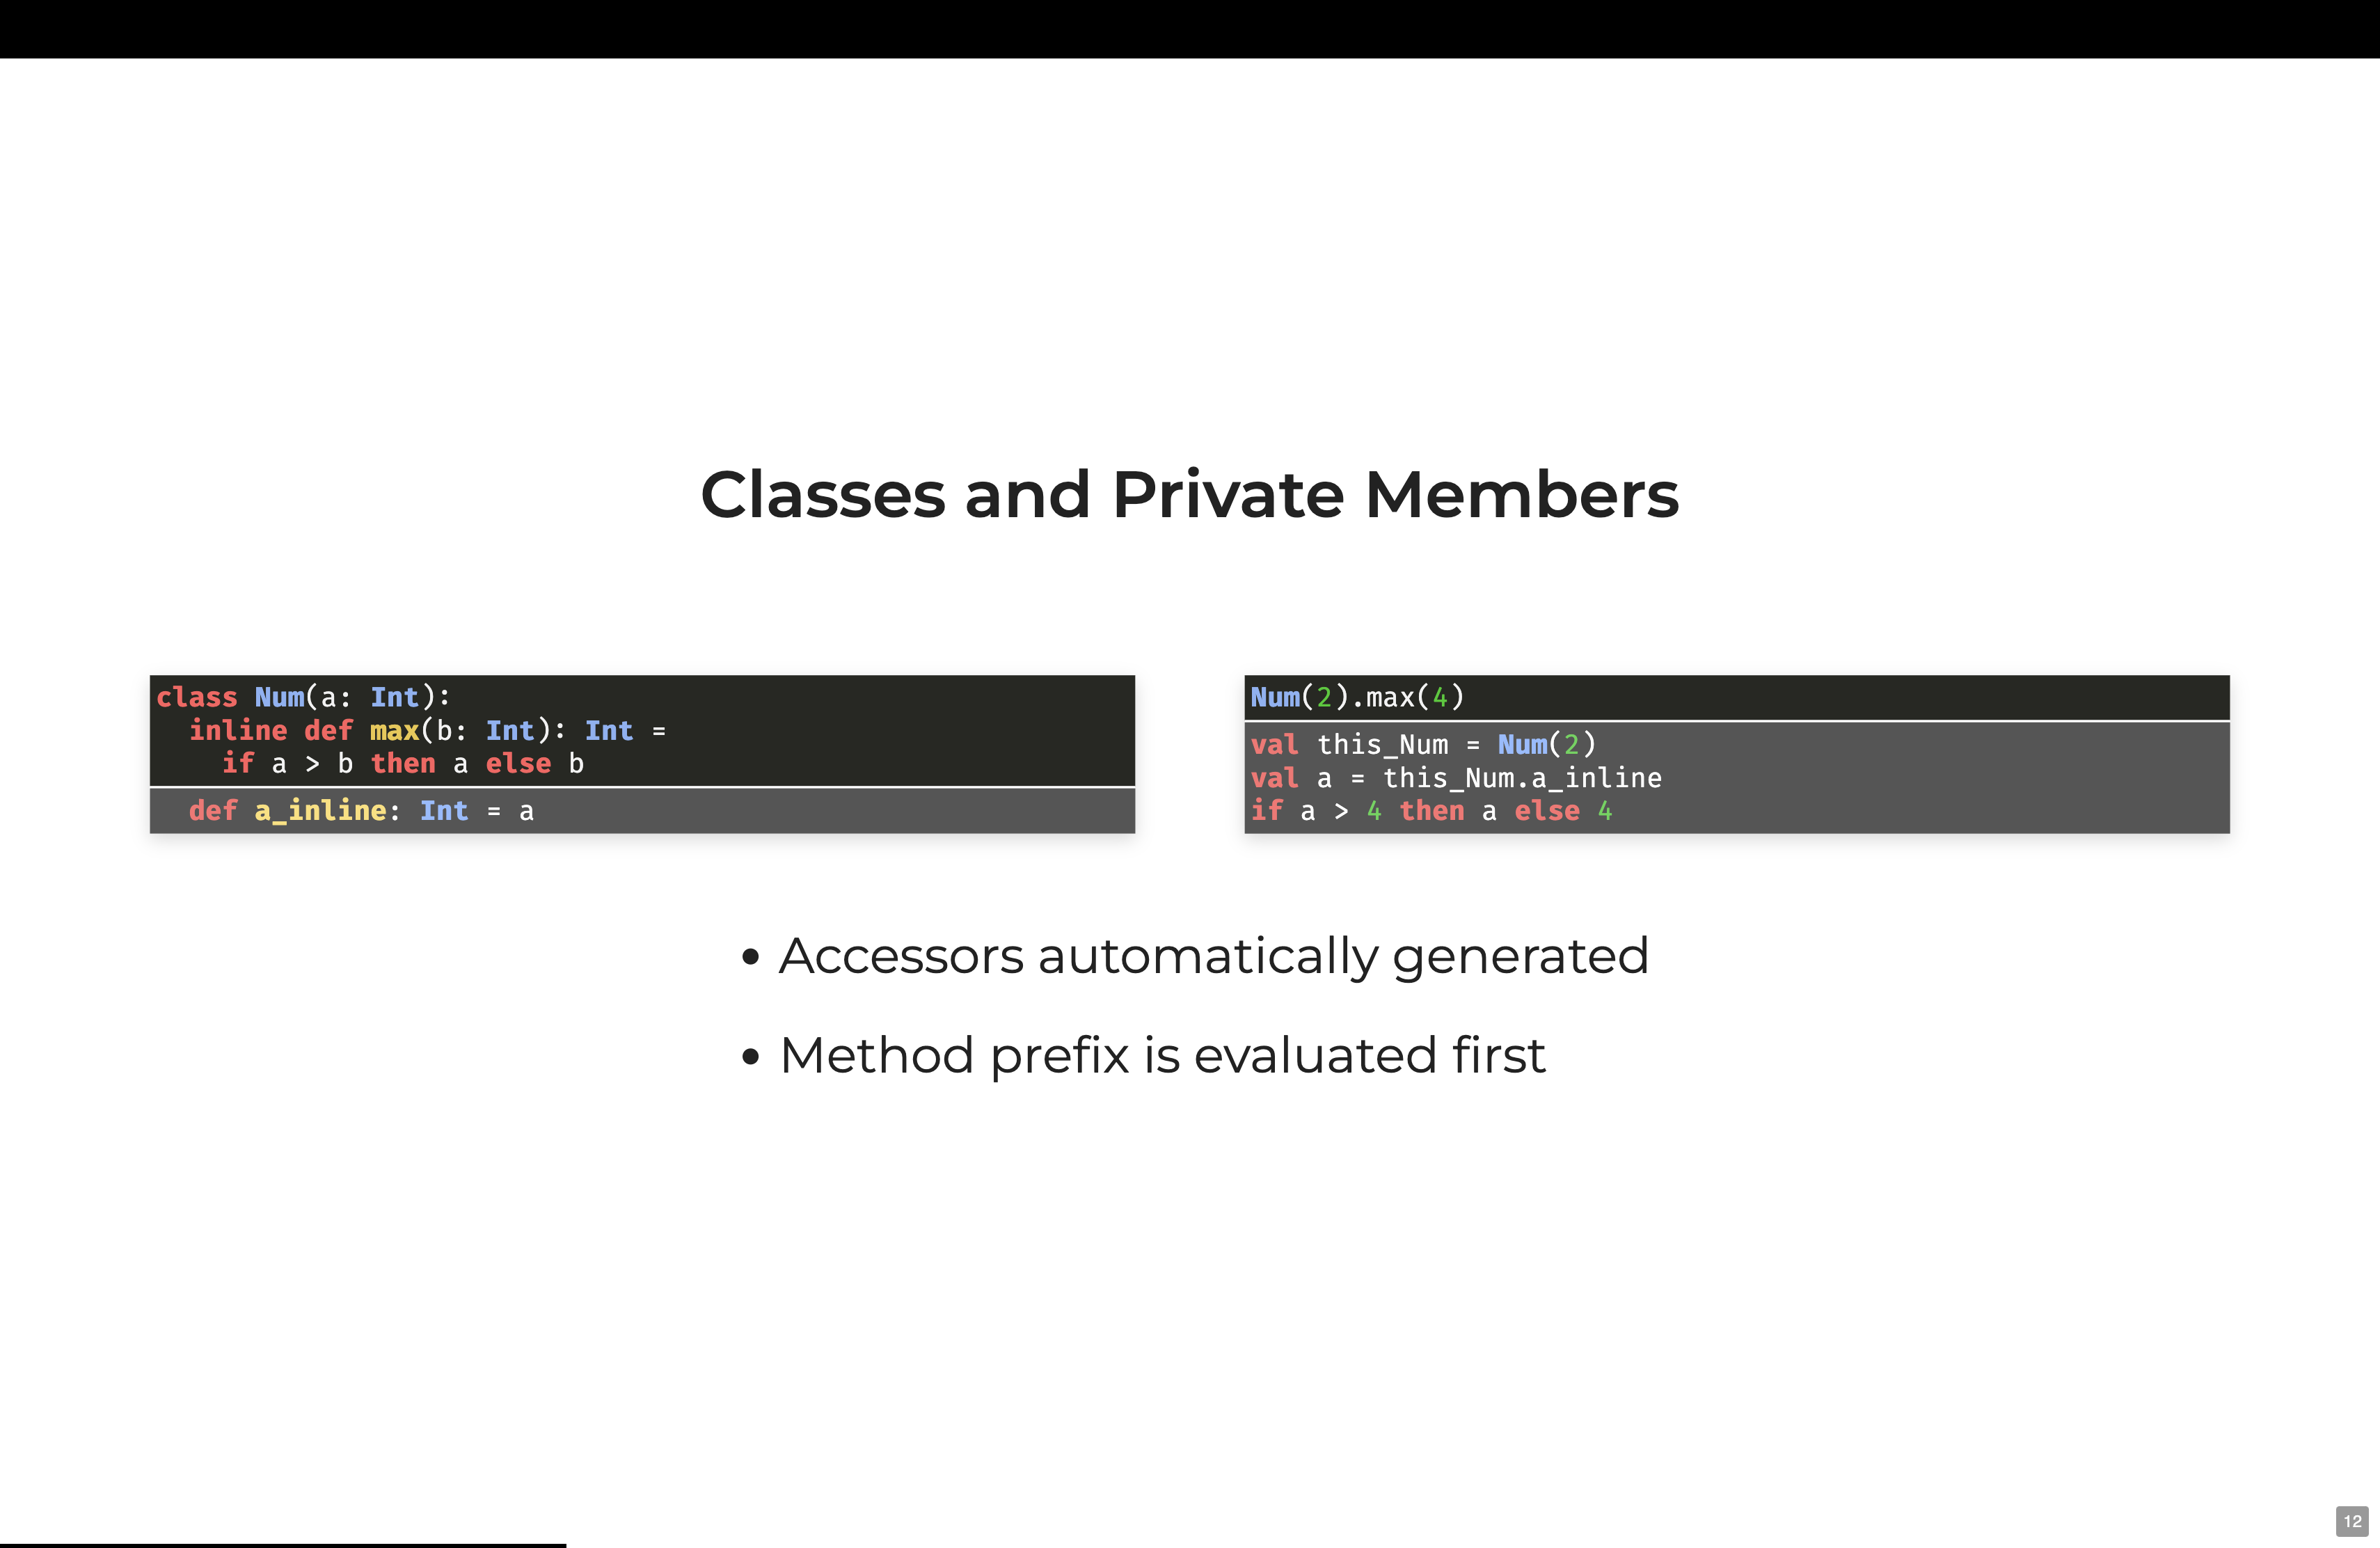 Classes and Private Members
class Num(a: Int):
  inline def max(b: Int): Int =
    if a > b then a else b
  def a_inline: Int = a
Num(2).max(4)
val this_Num = Num(2)
val a = this_Num.a_inline
if a > 4 then a else 4
• Accessors automatically generated
• Method prefix is evaluated first
12